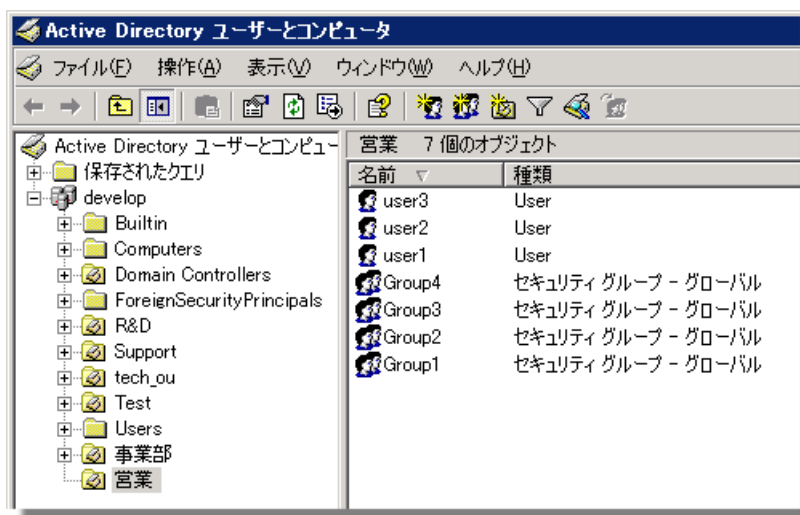 Active Directory ユーザーとコンピュータ
ファイル(F) 操作(A) 表示(V) ウィンドウ(W) ヘルプ(H)
Active Directory ユーザーとコンピュー
保存されたクエリ
develop
Builtin
Computers
Domain Controllers
ForeignSecurityPrincipals
R&D
Support
tech_ou
Test
Users
事業部
営業
営業 7 個のオブジェクト
名前 種類
user3 User
user2 User
user1 User
Group4 セキュリティ グループ - グローバル
Group3 セキュリティ グループ - グローバル
Group2 セキュリティ グループ - グローバル
Group1 セキュリティ グループ - グローバル